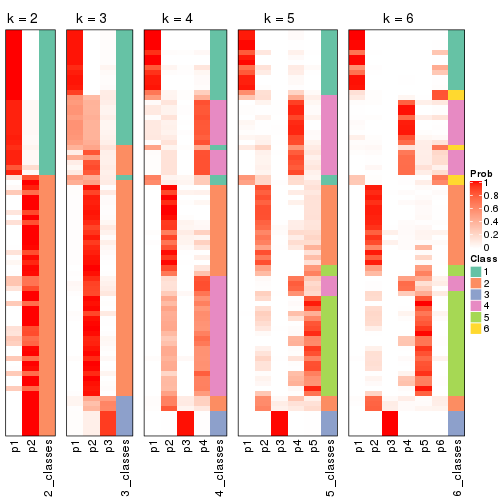 k = 2
k = 3
k = 4
k = 5
k = 6
Prob
1
0.8
0.6
0.4
0.2
0
Class
1
2
3
4
5
6
p1
p2
2_classes
p1
p2
p3
3_classes
p1
p2
p3
p4
4_classes
p1
p2
p3
p4
p5
5_classes
p1
p2
p3
p4
p5
p6
6_classes